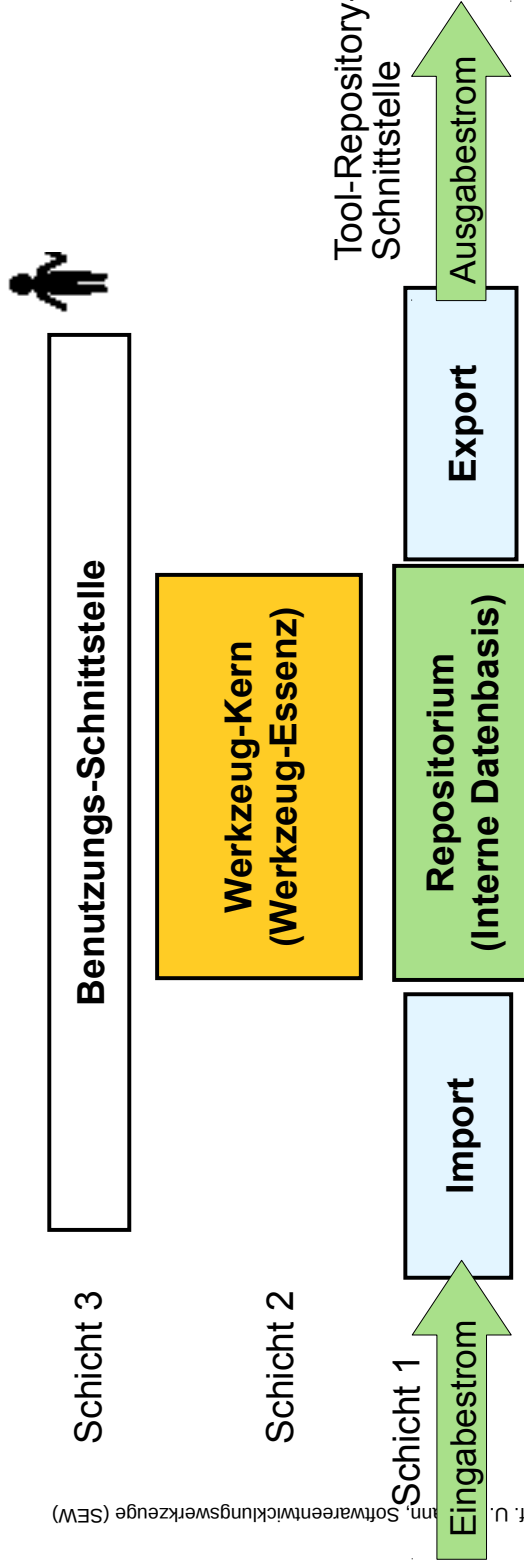 Schicht 3
Benutzungs-Schnittstelle
Schicht 2
Werkzeug-Kern
(Werkzeug-Essenz)
Schicht 1
Eingabestrom
Import
Repositorium
(Interne Datenbasis)
Export
Tool-Repository-
Schnittstelle
Ausgabestrom
U. Softwareentwicklungswerkzeuge (SEW)